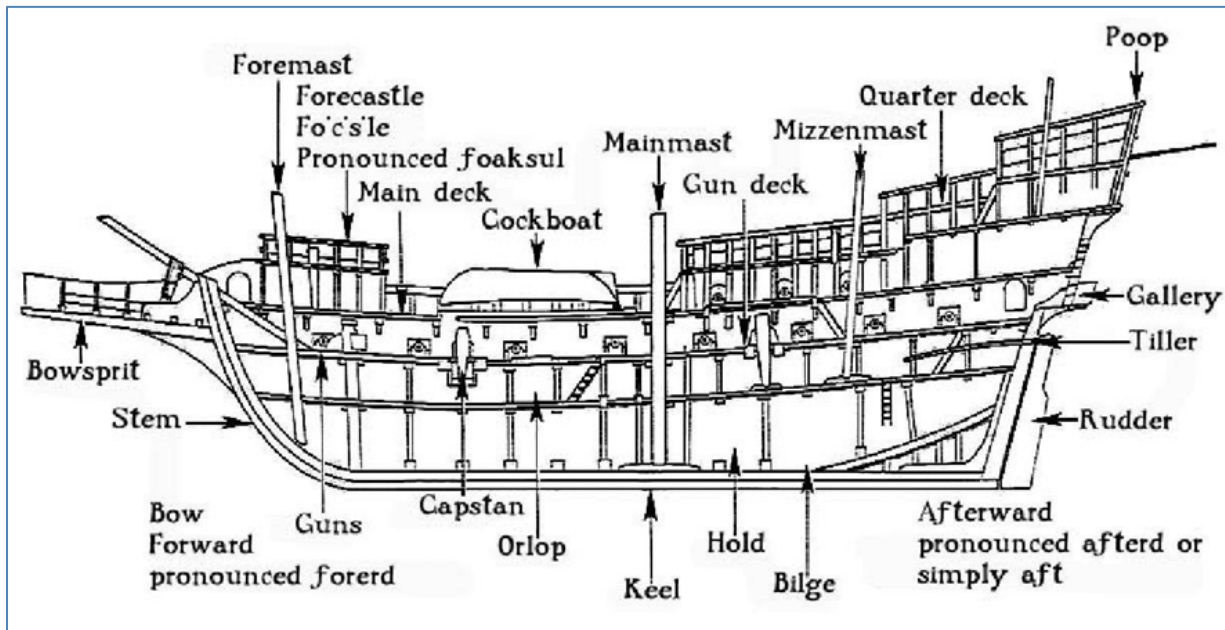 Poop
Foremast
Forecastle
Fo'c's'le
Pronounced foaksul
Quarter deck
Mizzenmast
Mainmast
Main deck
Gun deck
Cockboat
Gallery
Tiller
Bowsprit
Stem
Rudder
Capstan
Guns
Bow
Forward
pronounced forerd
Orlop
Hold
Keel
Bilge
Afterward
pronounced afterd or
simply aft